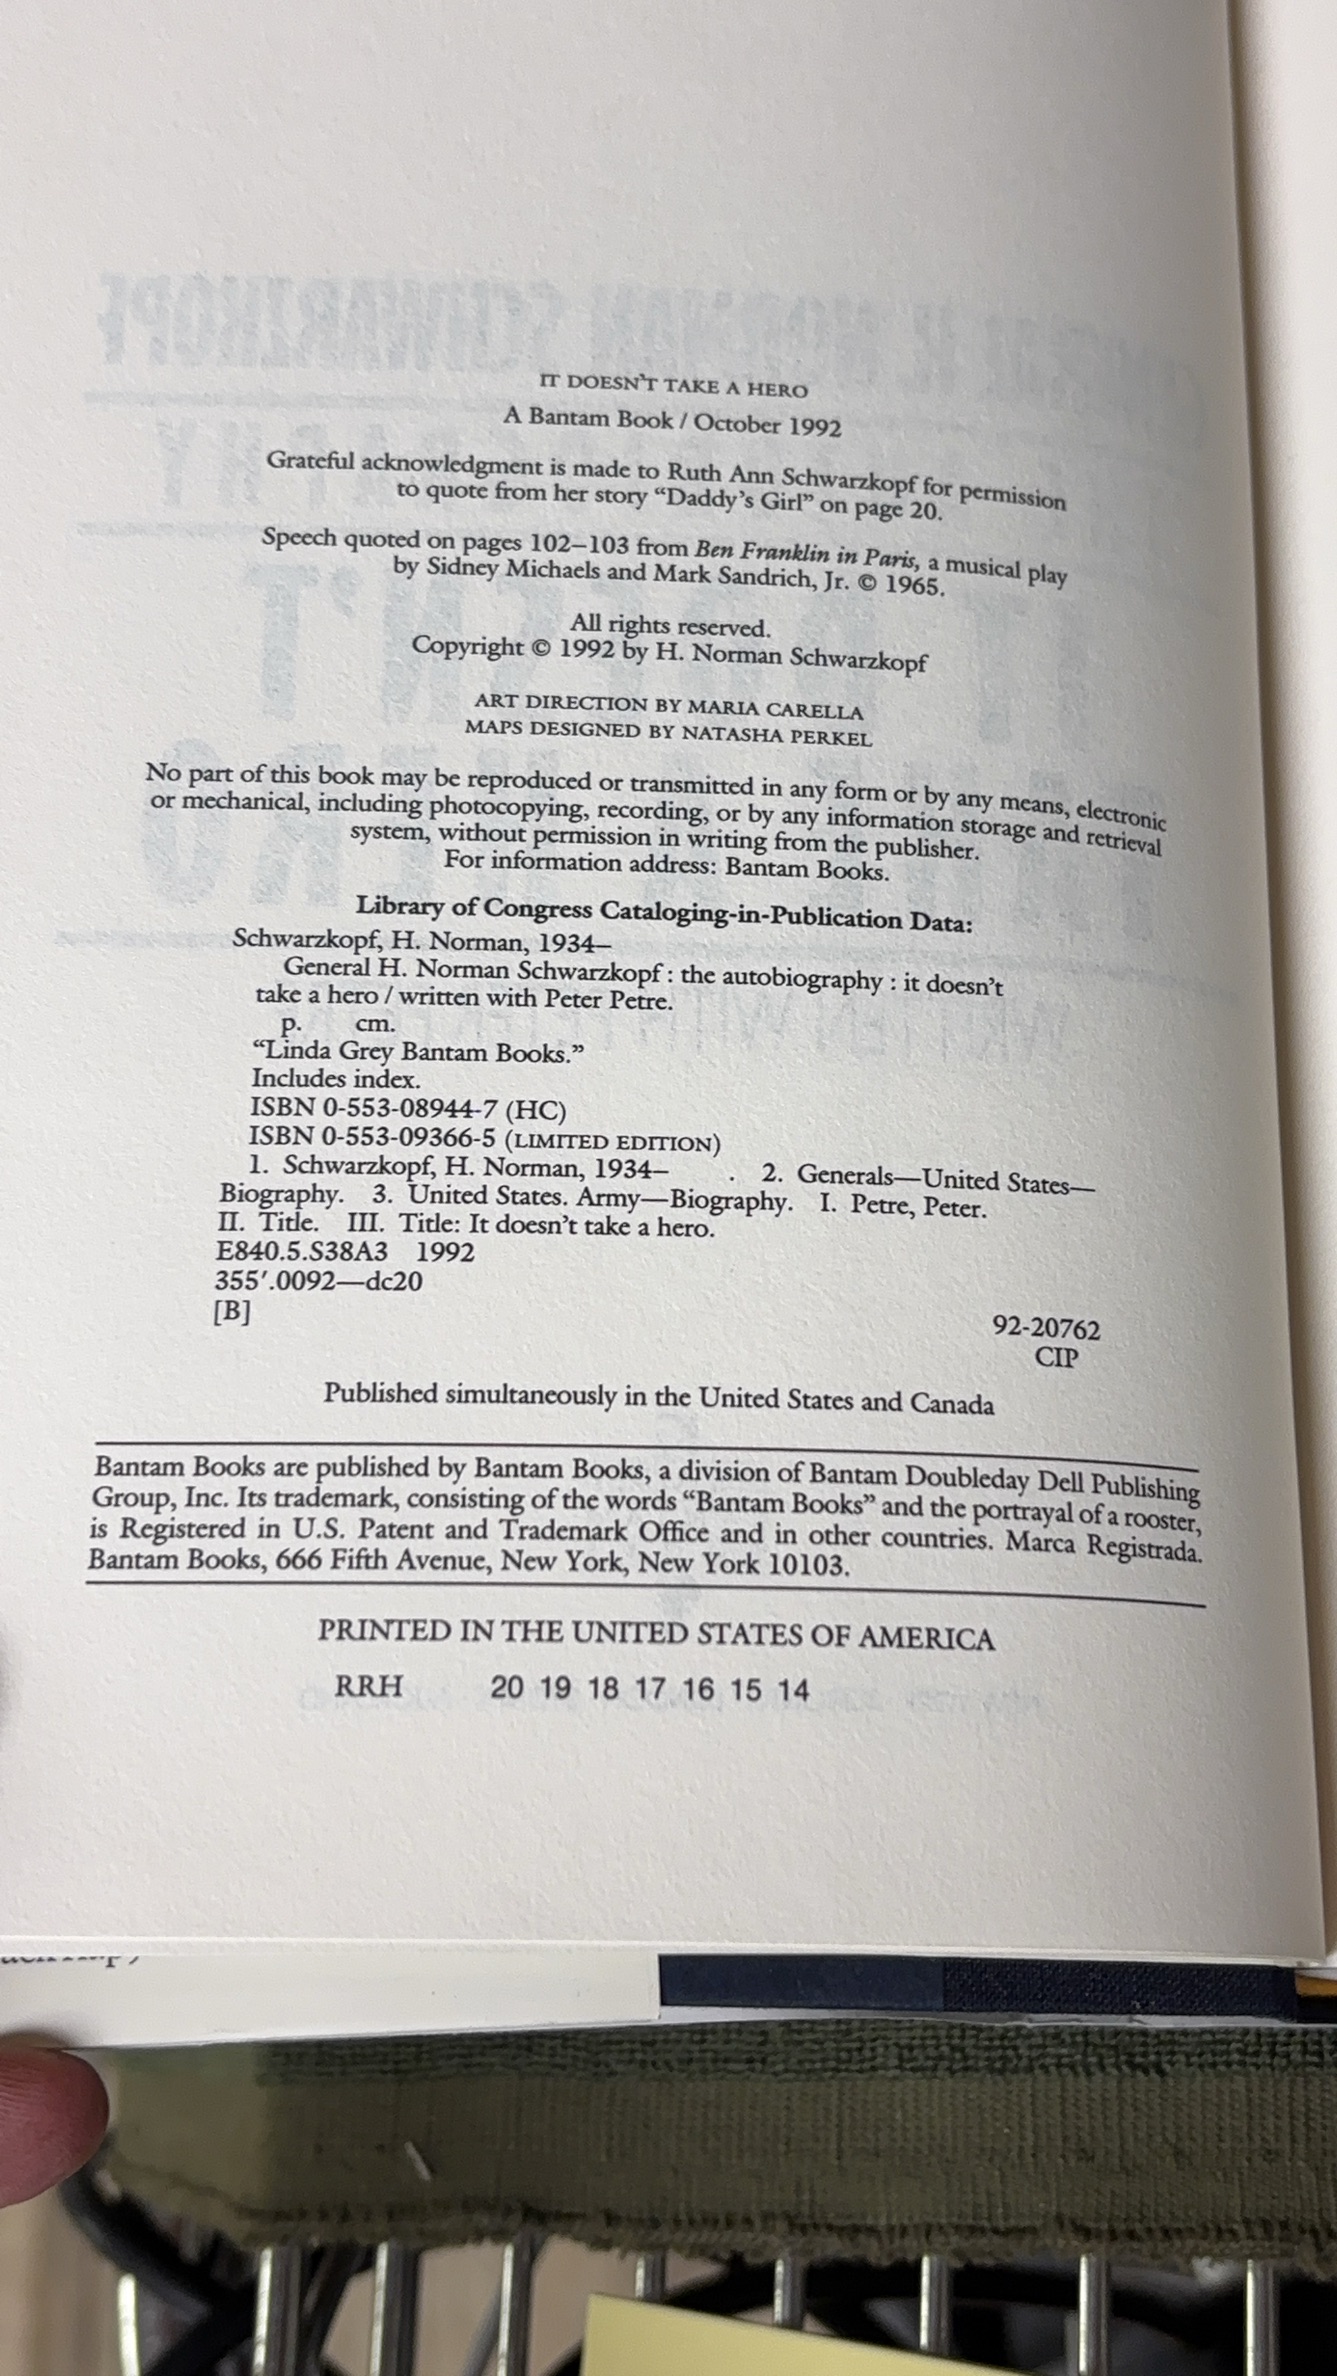 IT DOESN'T TAKE A HERO
A Bantam Book / October 1992
Grateful acknowledgment is made to Ruth Ann Schwarzkopf for permission
to quote from her story “Daddy’s Girl” on page 20.
Speech quoted on pages 102–103 from Ben Franklin in Paris, a musical play
by Sidney Michaels and Mark Sandrich, Jr. © 1965.
All rights reserved.
Copyright © 1992 by H. Norman Schwarzkopf
ART DIRECTION BY MARIA CARELLA
MAPS DESIGNED BY NATASHA PERKEL
No part of this book may be reproduced or transmitted in any form or by any means, electronic
or mechanical, including photocopying, recording, or by any information storage and retrieval
system, without permission in writing from the publisher.
For information address: Bantam Books.
Library of Congress Cataloging-in-Publication Data:
Schwarzkopf, H. Norman, 1934–
General H. Norman Schwarzkopf : the autobiography : it doesn’t
take a hero / written with Peter Petre.
p. cm.
“Linda Grey Bantam Books.”
Includes index.
ISBN 0-553-08944-7 (HC)
ISBN 0-553-09366-5 (LIMITED EDITION)
1. Schwarzkopf, H. Norman, 1934– . 2. Generals—United States—
Biography. 3. United States. Army—Biography. I. Petre, Peter.
II. Title. III. Title: It doesn’t take a hero.
E840.5.S38A3 1992
355′.0092—dc20
[B]
92-20762
CIP
Published simultaneously in the United States and Canada
Bantam Books are published by Bantam Books, a division of Bantam Doubleday Dell Publishing
Group, Inc. Its trademark, consisting of the words “Bantam Books” and the portrayal of a rooster,
is Registered in U.S. Patent and Trademark Office and in other countries. Marca Registrada.
Bantam Books, 666 Fifth Avenue, New York, New York 10103.
PRINTED IN THE UNITED STATES OF AMERICA
RRH 20 19 18 17 16 15 14